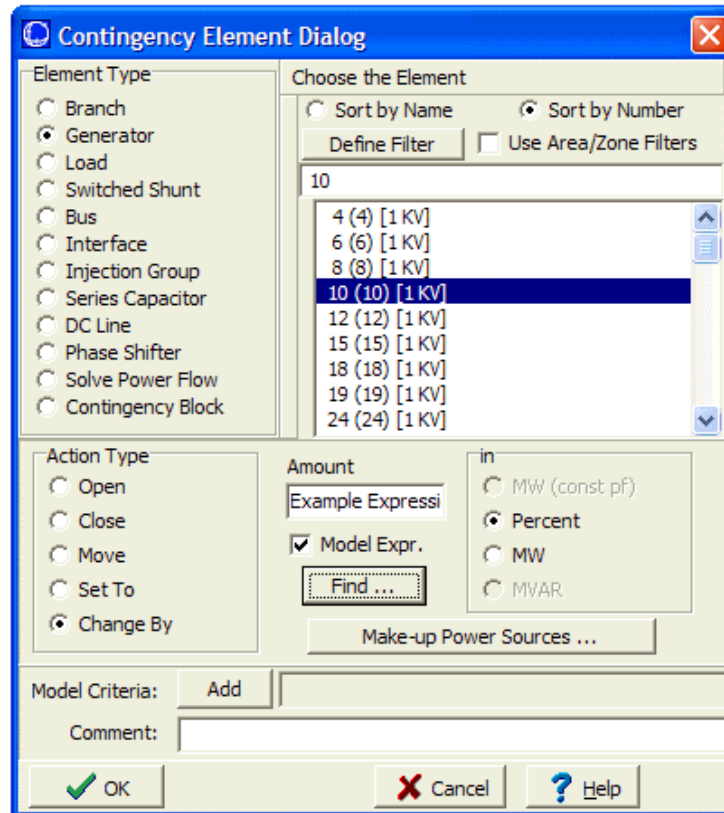 Contingency Element Dialog
Element Type
Branch
Generator
Load
Switched Shunt
Bus
Interface
Injection Group
Series Capacitor
DC Line
Phase Shifter
Solve Power Flow
Contingency Block
Choose the Element
Sort by Name Sort by Number
Define Filter Use Area/Zone Filters
10
4 (4) [1 KV]
6 (6) [1 KV]
8 (8) [1 KV]
10 (10) [1 KV]
12 (12) [1 KV]
15 (15) [1 KV]
18 (18) [1 KV]
19 (19) [1 KV]
24 (24) [1 KV]
Action Type
Open
Close
Move
Set To
Change By
Amount
Example Expressi
Model Expr.
Find ...
in
MW (const pf)
Percent
MW
MVAR
Make-up Power Sources ...
Model Criteria: Add
Comment:
OK Cancel Help